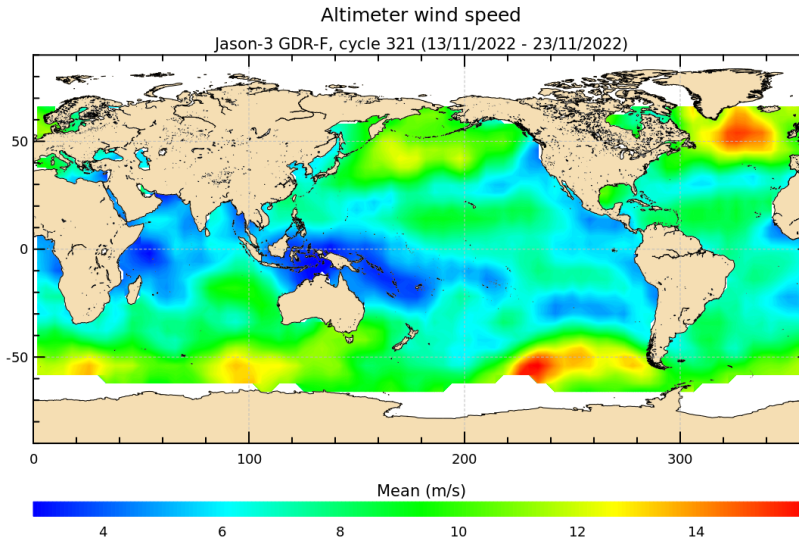 Altimeter wind speed
Jason-3 GDR-F, cycle 321 (13/11/2022 - 23/11/2022)
50
0
-50
0 100 200 300
Mean (m/s)
4 6 8 10 12 14